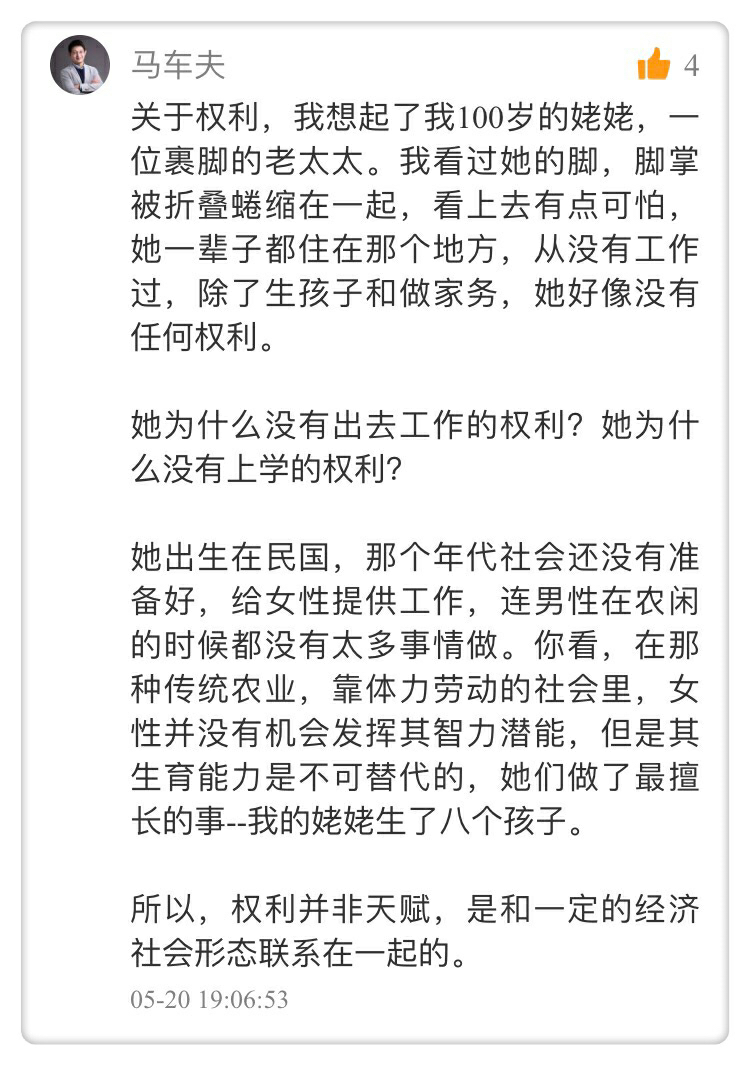 马车夫
4
关于权利，我想起了我100岁的姥姥，一
位裹脚的老太太。我看过她的脚，脚掌
被折叠蜷缩在一起，看上去有点可怕，
她一辈子都住在那个地方，从没有工作
过，除了生孩子和做家务，她好像没有
任何权利。
她为什么没有出去工作的权利？她为什
么没有上学的权利？
她出生在民国，那个年代社会还没有准
备好，给女性提供工作，连男性在农闲
的时候都没有太多事情做。你看，在那
种传统农业，靠体力劳动的社会里，女
性并没有机会发挥其智力潜能，但是其
生育能力是不可替代的，她们做了最擅
长的事--我的姥姥生了八个孩子。
所以，权利并非天赋，是和一定的经济
社会形态联系在一起的。
05-20 19:06:53